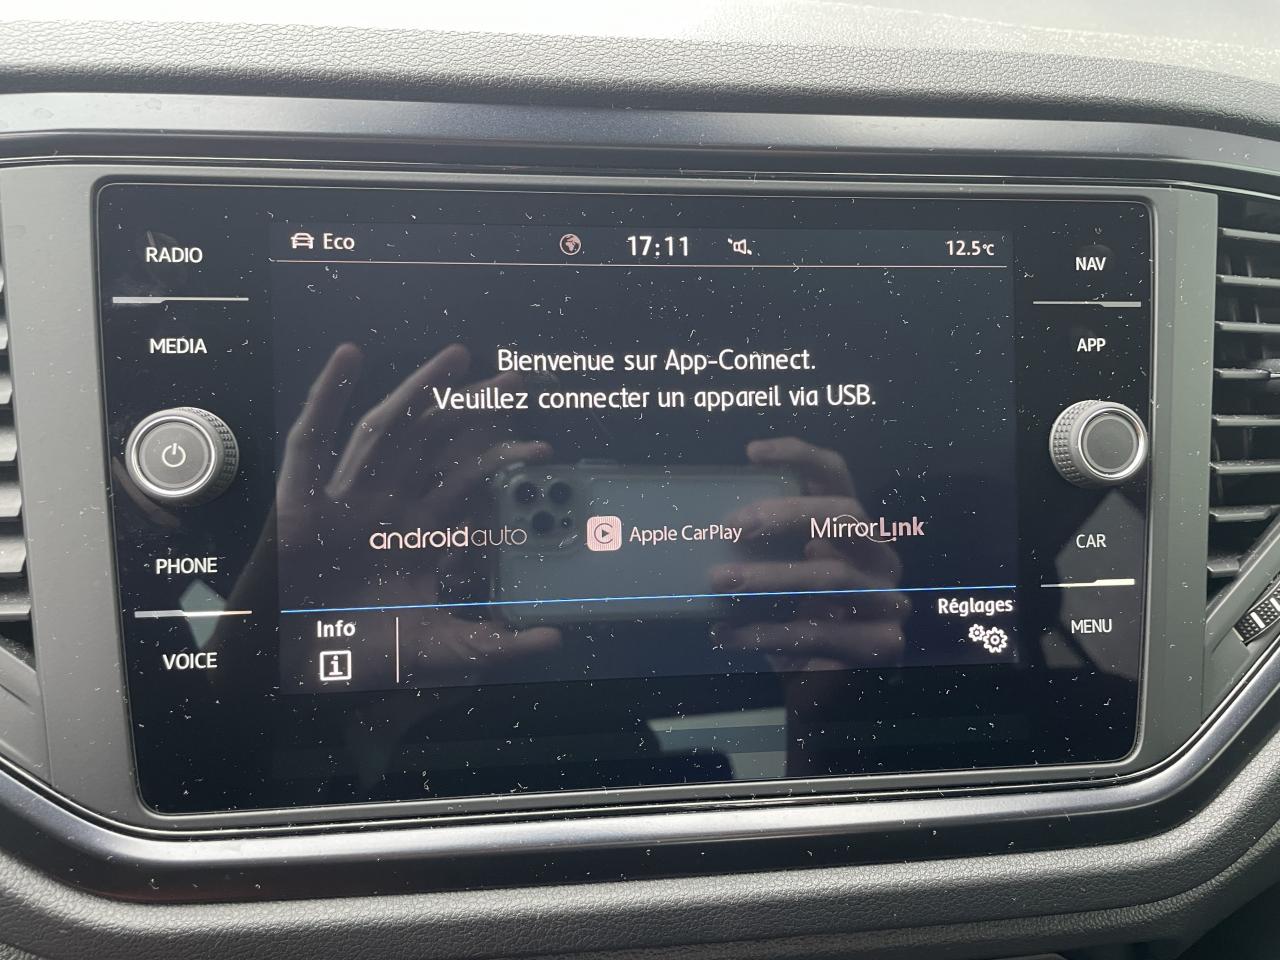 RADIO
MEDIA
PHONE
VOICE
Eco
17:11
12.5°C
Bienvenue sur App-Connect.
Veuillez connecter un appareil via USB.
androidauto
Apple CarPlay
MirrorLink
Info
i
Réglages
NAV
APP
CAR
MENU